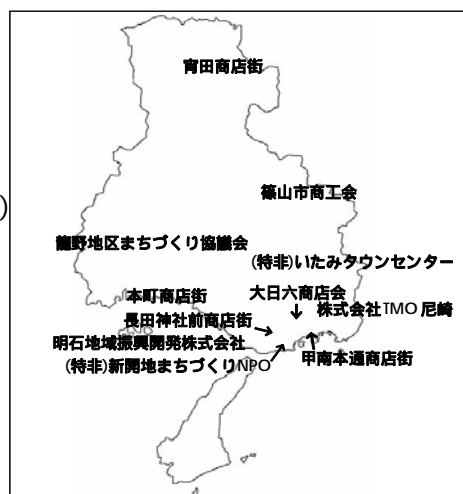 宵田商店街
篠山市商工会
)
龍野地区まちづくり協議会
(特非)いたみタウンセンター
本町商店街
大日六商店会
株式会社TMO尼崎
長田神社前商店街
明石地域振興開発株式会社
(特非)新開地まちづくりNPO
甲南本通商店街